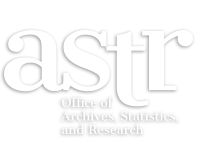 astr
Office of
Archives, Statistics,
and Research